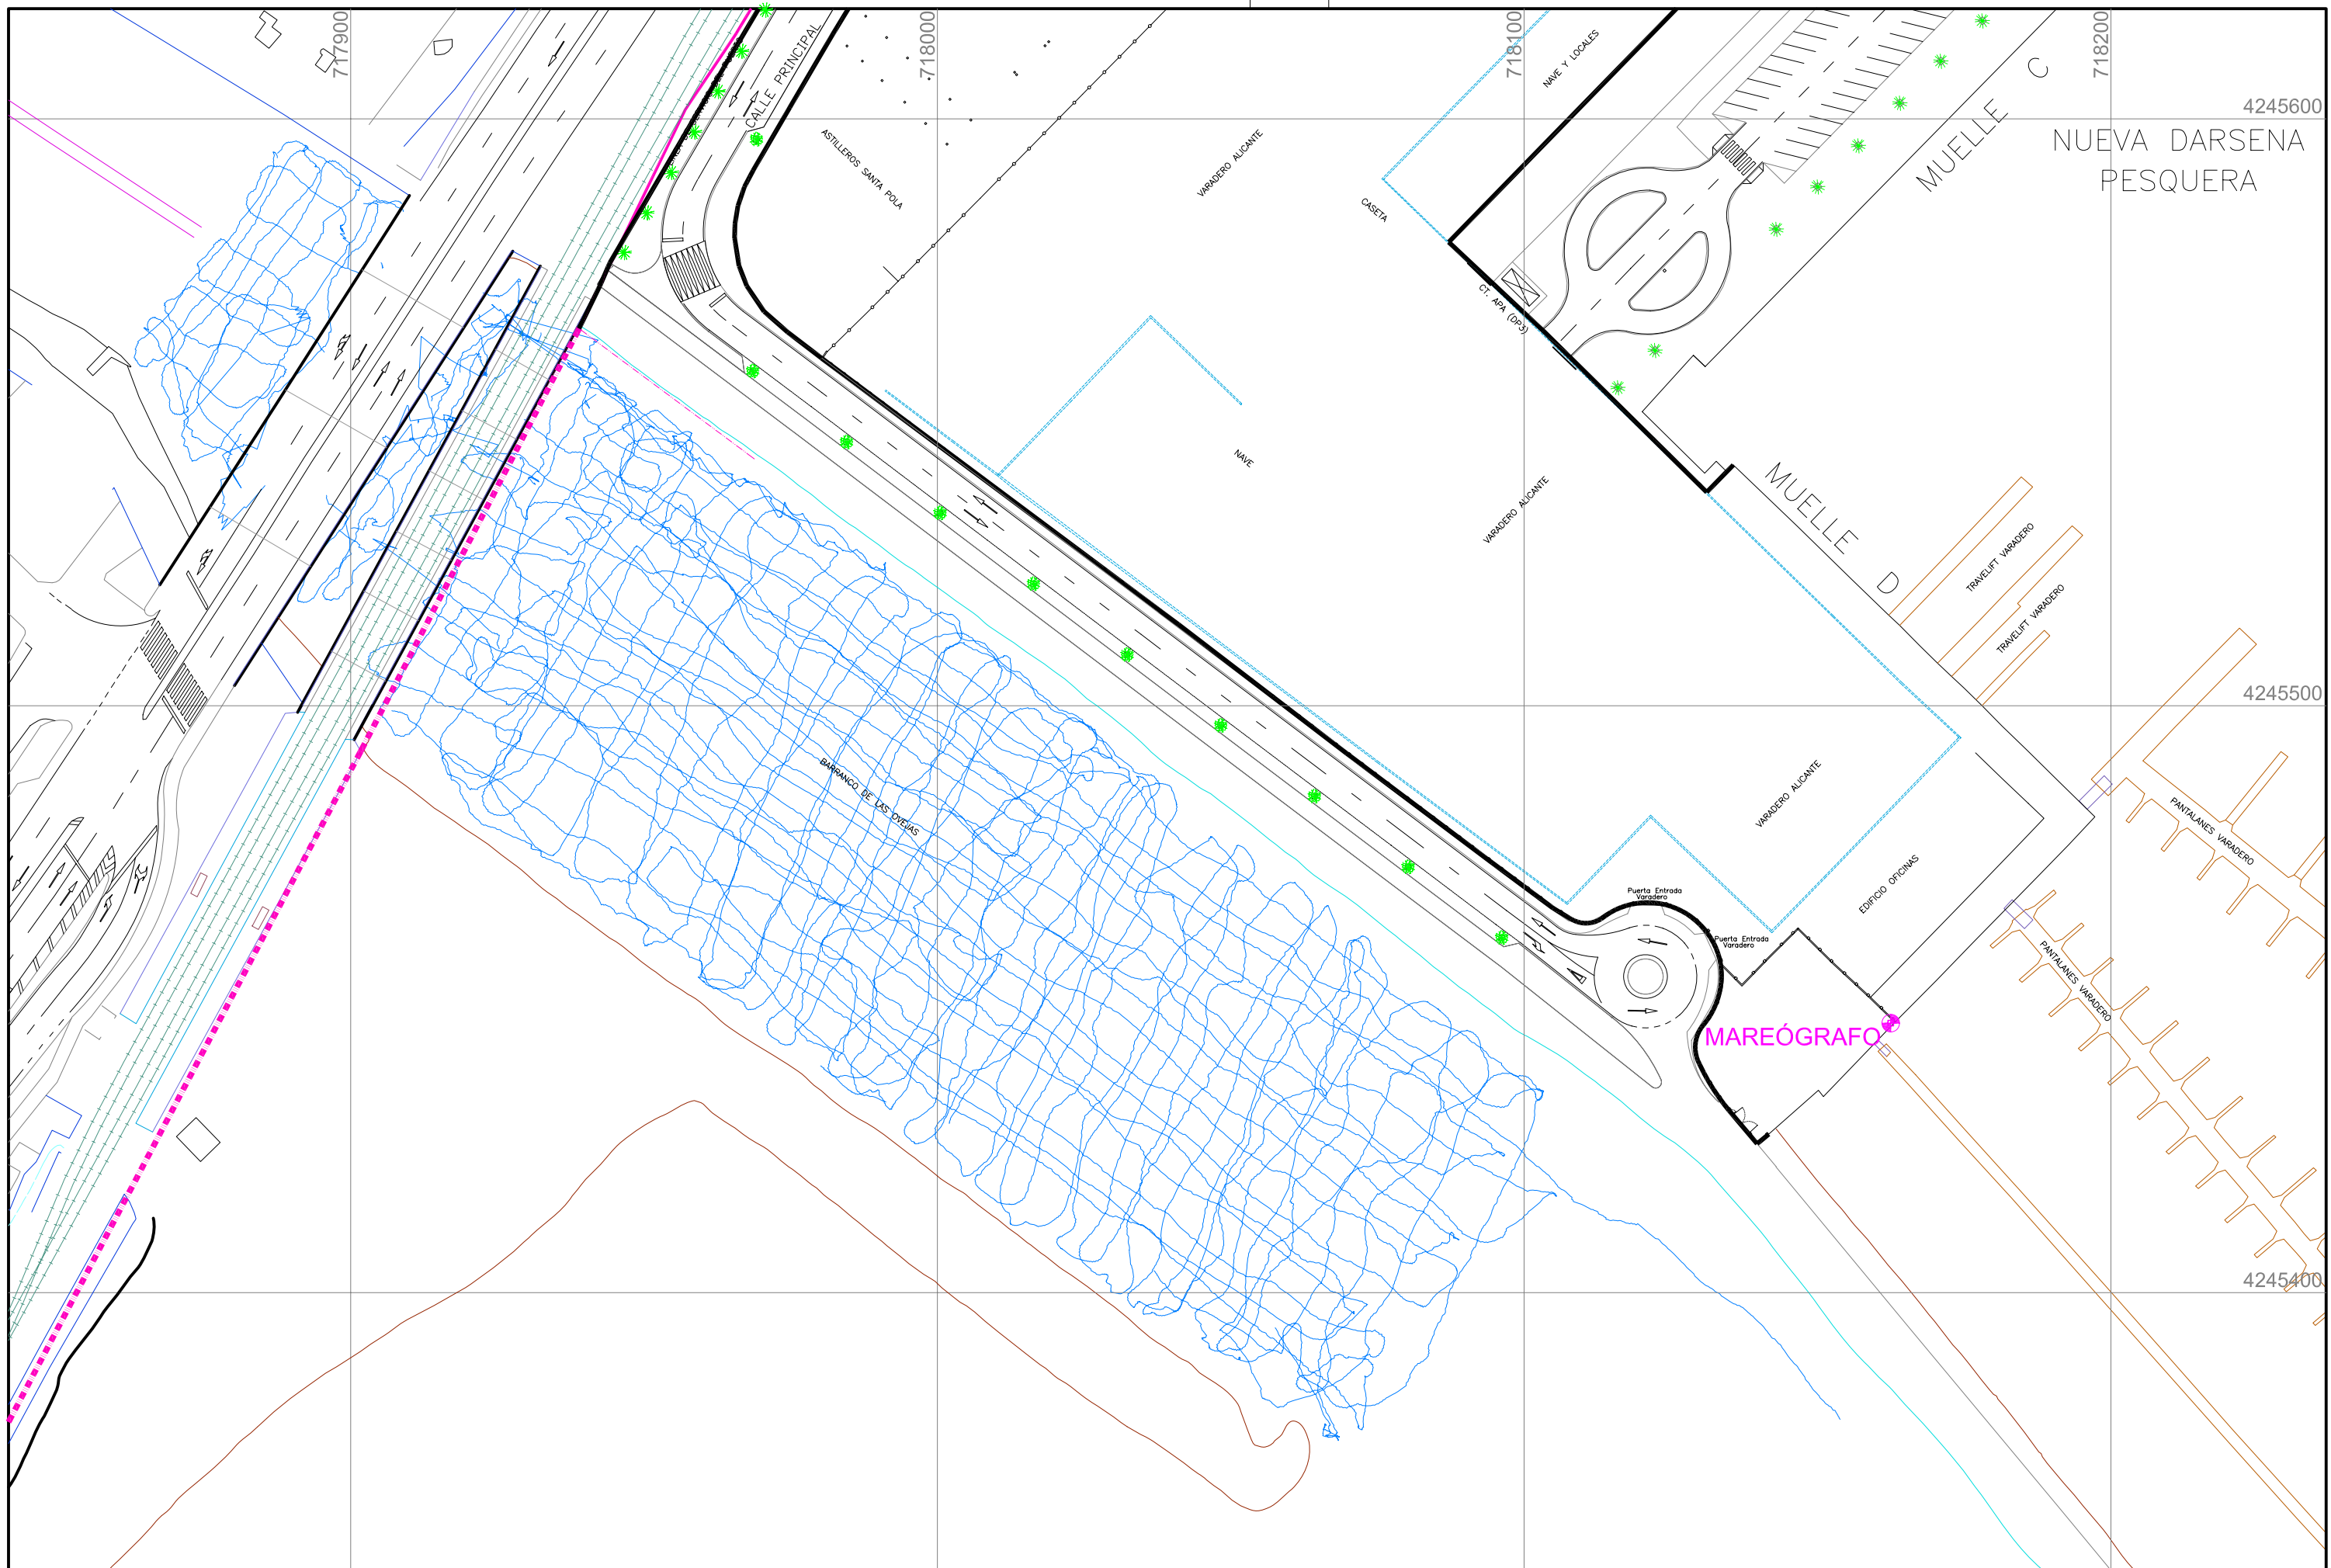 717900
718000
718100
718200
CALLE PRINCIPAL
NAVE Y LOCALES
MUELLE C
4245600
NUEVA DARSENA
PESQUERA
ASTILLEROS SANTA POLA
VARADERO ALICANTE
CASETA
CT. APA (DP3)
NAVE
VARADERO ALICANTE
MUELLE D
TRAVELIFT VARADERO
TRAVELIFT VARADERO
4245500
BARRANCO DE LAS OVEJAS
VARADERO ALICANTE
PANTALANES VARADERO
EDIFICIO OFICINAS
Puerta Entrada
Varadero
Puerta Entrada
Varadero
PANTALANES VARADERO
MAREÓGRAFO
4245400